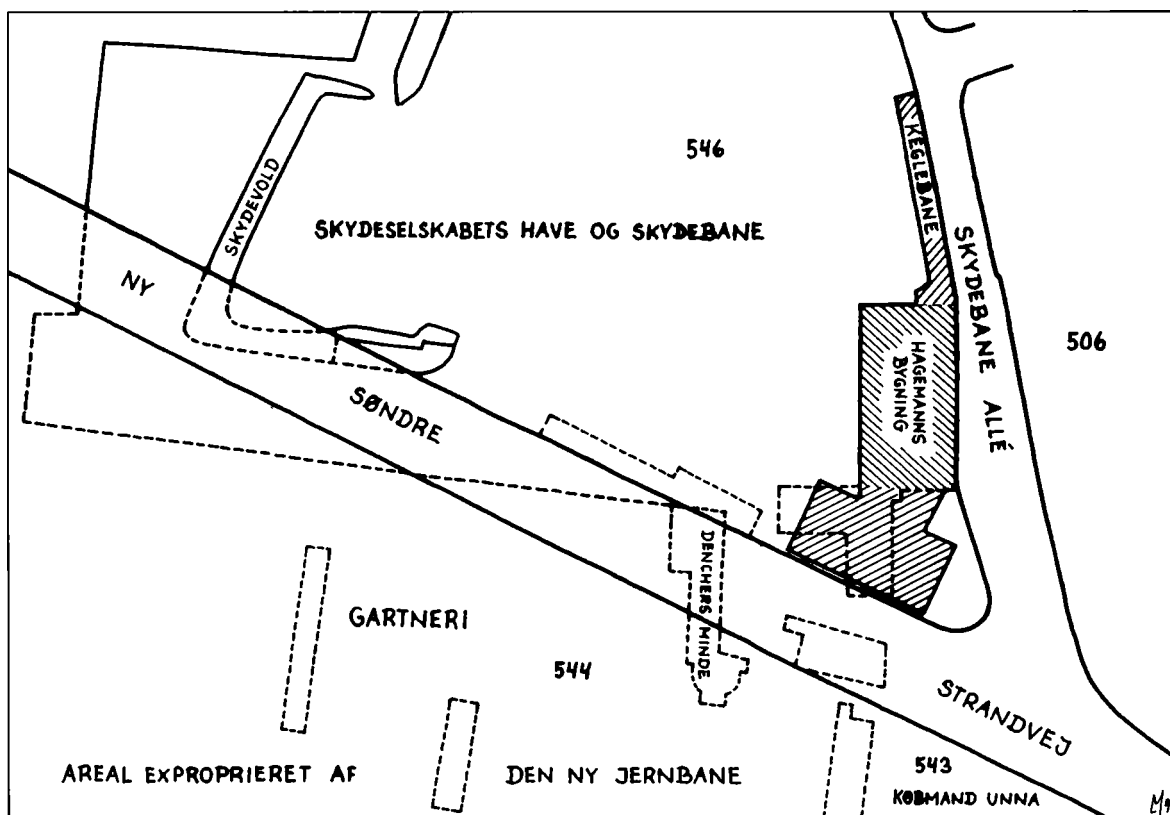 546
KEGLEBANE
SKYDEVOLD
SKYDESELSKABETS HAVE OG SKYDEBANE
SKYDEBANE ALLÉ
NY
HAGEMANNS
BYGNING
506
SØNDRE
DENCHERS MINDE
GARTNERI
544
STRANDVEJ
AREAL EXPROPRIERET AF
DEN NY JERNBANE
543
KØBMAND UNNA